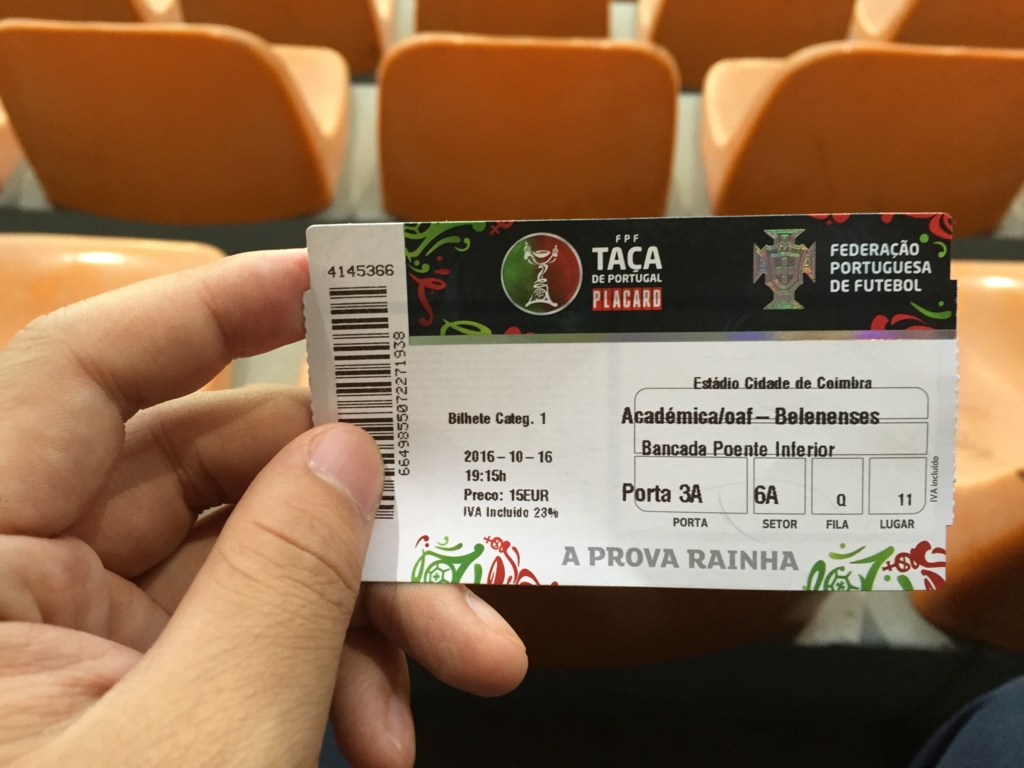 4145366
6649855072271938
FPF
TAÇA
DE PORTUGAL
PLACARD
FEDERAÇÃO
PORTUGUESA
DE FUTEBOL
Estádio Cidade de Coimbra
Bilhete Categ. 1
Académica/oaf – Belenenses
Bancada Poente Inferior
2016-10-16
19:15h
Preco: 15EUR
IVA Incluido 23%
Porta 3A 6A Q 11
PORTA SETOR FILA LUGAR
IVA incluído
A PROVA RAINHA